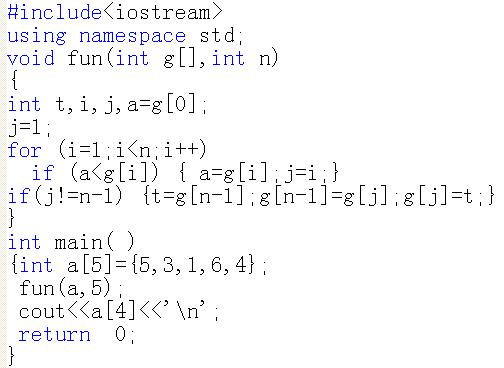 #include<iostream>
using namespace std;
void fun(int g[],int n)
{
int t,i,j,a=g[0];
j=1;
for (i=1;i<n;i++)
  if (a<g[i]) { a=g[i];j=i;}
if(j!=n-1) {t=g[n-1];g[n-1]=g[j];g[j]=t;}
}
int main( )
{int a[5]={5,3,1,6,4};
 fun(a,5);
 cout<<a[4]<<'\n';
 return  0;
}